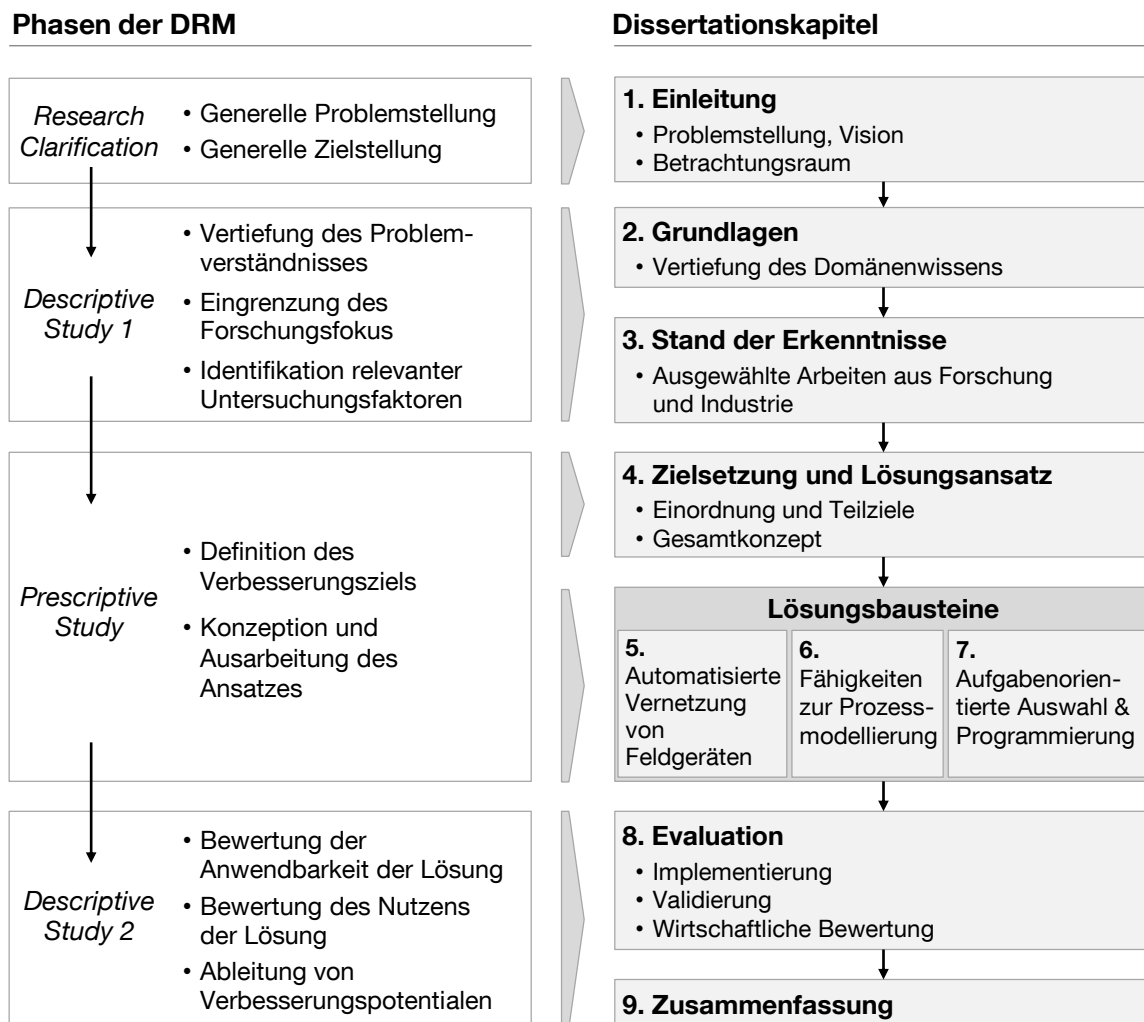 Phasen der DRM
Research
Clarification
• Generelle Problemstellung
• Generelle Zielstellung
Descriptive
Study 1
• Vertiefung des Problem-
verständnisses
• Eingrenzung des
Forschungsfokus
• Identifikation relevanter
Untersuchungsfaktoren
Prescriptive
Study
• Definition des
Verbesserungsziels
• Konzeption und
Ausarbeitung des
Ansatzes
Descriptive
Study 2
• Bewertung der
Anwendbarkeit der Lösung
• Bewertung des Nutzens
der Lösung
• Ableitung von
Verbesserungspotentialen
Dissertationskapitel
1. Einleitung
• Problemstellung, Vision
• Betrachtungsraum
2. Grundlagen
• Vertiefung des Domänenwissens
3. Stand der Erkenntnisse
• Ausgewählte Arbeiten aus Forschung
und Industrie
4. Zielsetzung und Lösungsansatz
• Einordnung und Teilziele
• Gesamtkonzept
Lösungsbausteine
5.
Automatisierte
Vernetzung
von
Feldgeräten
6.
Fähigkeiten
zur Prozess-
modellierung
7.
Aufgabenorien-
tierte Auswahl &
Programmierung
8. Evaluation
• Implementierung
• Validierung
• Wirtschaftliche Bewertung
9. Zusammenfassung